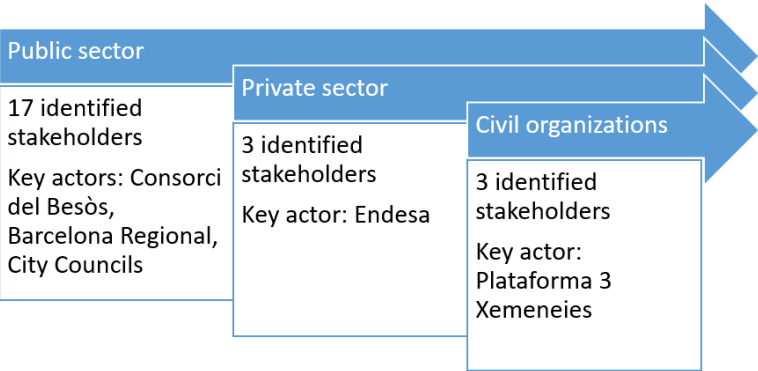 Public sector
17 identified
stakeholders
Key actors: Consorci
del Besòs,
Barcelona Regional,
City Councils
Private sector
3 identified
stakeholders
Key actor: Endesa
Civil organizations
3 identified
stakeholders
Key actor:
Plataforma 3
Xemeneies